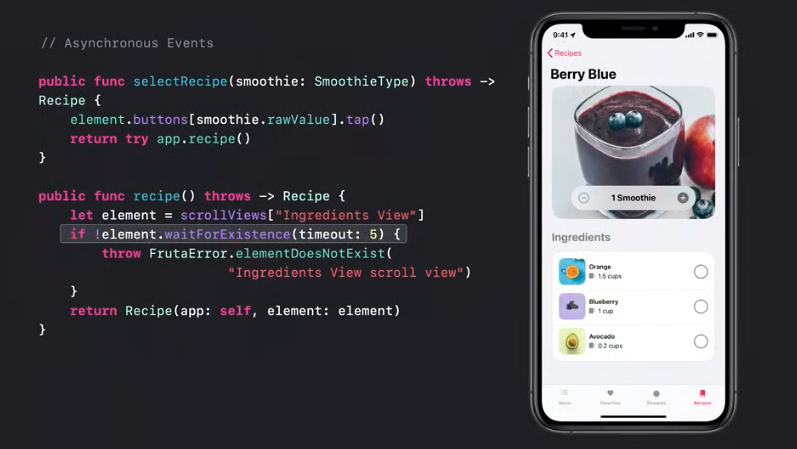 // Asynchronous Events
public func selectRecipe(smoothie: SmoothieType) throws ->
Recipe {
element.buttons[smoothie.rawValue].tap()
return try app.recipe()
}
public func recipe() throws -> Recipe {
let element = scrollViews["Ingredients View"]
if !element.waitForExistence(timeout: 5) {
throw FrutaError.elementDoesNotExist(
"Ingredients View scroll view")
}
return Recipe(app: self, element: element)
}
9:41
Recipes
Berry Blue
1 Smoothie
Ingredients
Orange
1.5 cups
Blueberry
1 cup
Avocado
0.2 cups
Menu
Favorites
Rewards
Recipes